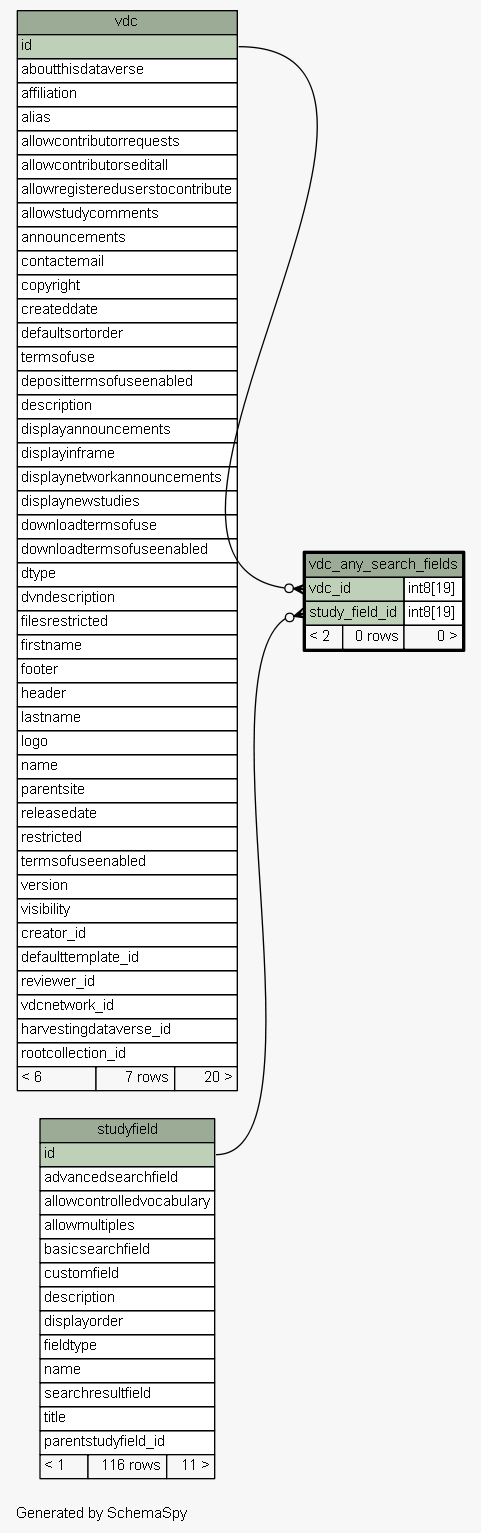 vdc
id
aboutthisdataverse
affiliation
alias
allowcontributorrequests
allowcontributorseditall
allowregistereduserstocontribute
allowstudycomments
announcements
contactemail
copyright
createddate
defaultsortorder
termsofuse
deposittermsofuseenabled
description
displayannouncements
displayinframe
displaynetworkannouncements
displaynewstudies
downloadtermsofuse
downloadtermsofuseenabled
dtype
dvndescription
filesrestricted
firstname
footer
header
lastname
logo
name
parentsite
releasedate
restricted
termsofuseenabled
version
visibility
creator_id
defaulttemplate_id
reviewer_id
vdcnetwork_id
harvestingdataverse_id
rootcollection_id
< 6 7 rows 20 >
vdc_any_search_fields
vdc_id int8[19]
study_field_id int8[19]
< 2 0 rows 0 >
studyfield
id
advancedsearchfield
allowcontrolledvocabulary
allowmultiples
basicsearchfield
customfield
description
displayorder
fieldtype
name
searchresultfield
title
parentstudyfield_id
< 1 116 rows 11 >
Generated by SchemaSpy